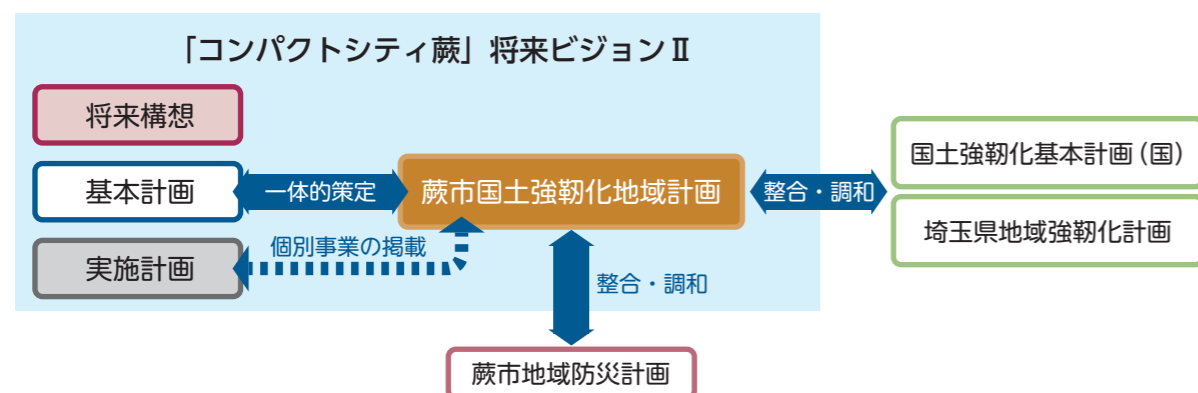 「コンパクトシティ蕨」将来ビジョンⅡ
将来構想
基本計画
一体的策定
蕨市国土強靱化地域計画
整合・調和
国土強靱化基本計画（国）
埼玉県地域強靱化計画
個別事業の掲載
実施計画
整合・調和
蕨市地域防災計画